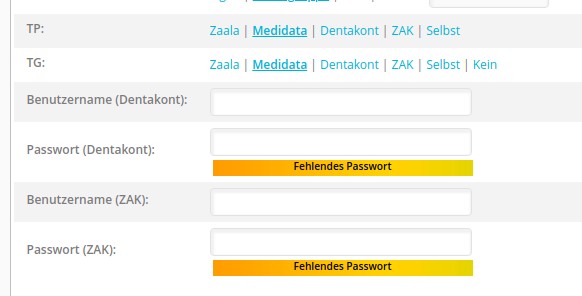 TP: Zaala | Medidata | Dentakont | ZAK | Selbst
TG: Zaala | Medidata | Dentakont | ZAK | Selbst | Kein
Benutzername (Dentakont):
Passwort (Dentakont):
Fehlendes Passwort
Benutzername (ZAK):
Passwort (ZAK):
Fehlendes Passwort